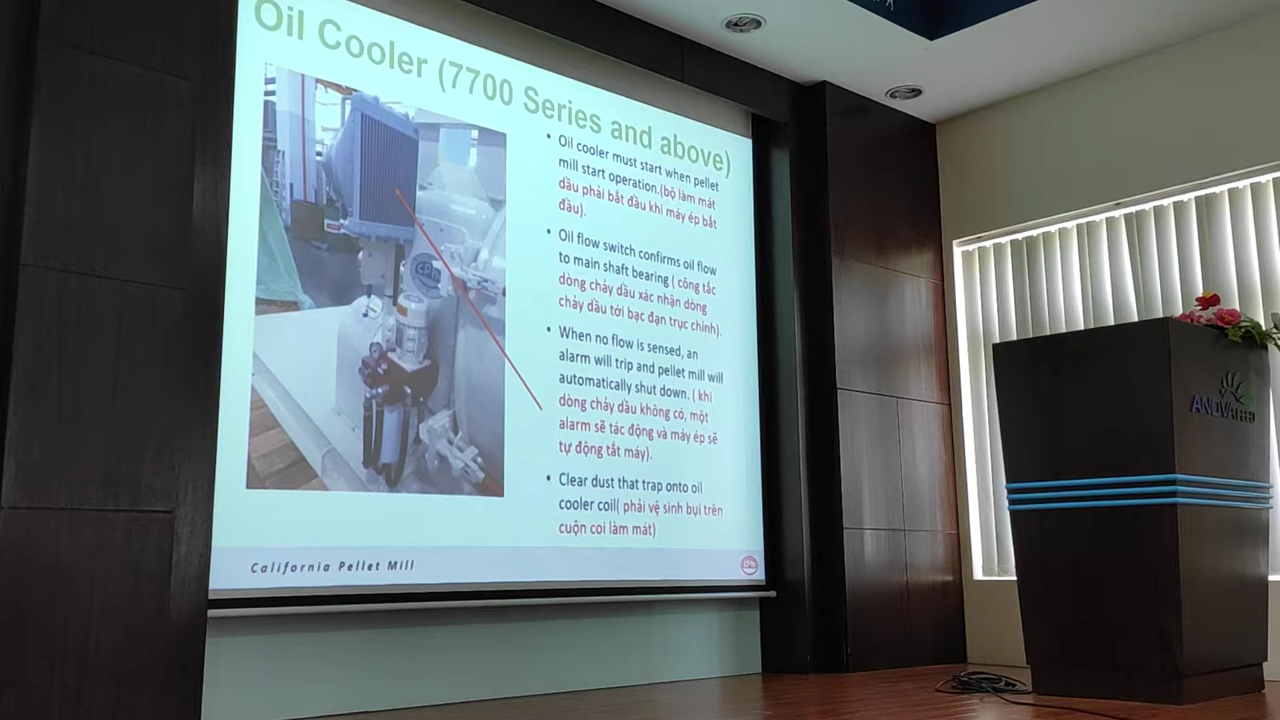 Oil Cooler (7700 Series and above)
• Oil cooler must start when pellet
mill start operation.(bộ làm mát
dầu phải bắt đầu khi máy ép bắt
đầu).
• Oil flow switch confirms oil flow
to main shaft bearing ( công tắc
dòng chảy dầu xác nhận dòng
chảy dầu tới bạc đạn trục chính).
• When no flow is sensed, an
alarm will trip and pellet mill will
automatically shut down. ( khi
dòng chảy dầu không có, một
alarm sẽ tác động và máy ép sẽ
tự động tắt máy).
• Clear dust that trap onto oil
cooler coil( phải vệ sinh bụi trên
cuộn coi làm mát)
CPM
California Pellet Mill
CPM
ANOVA FEED